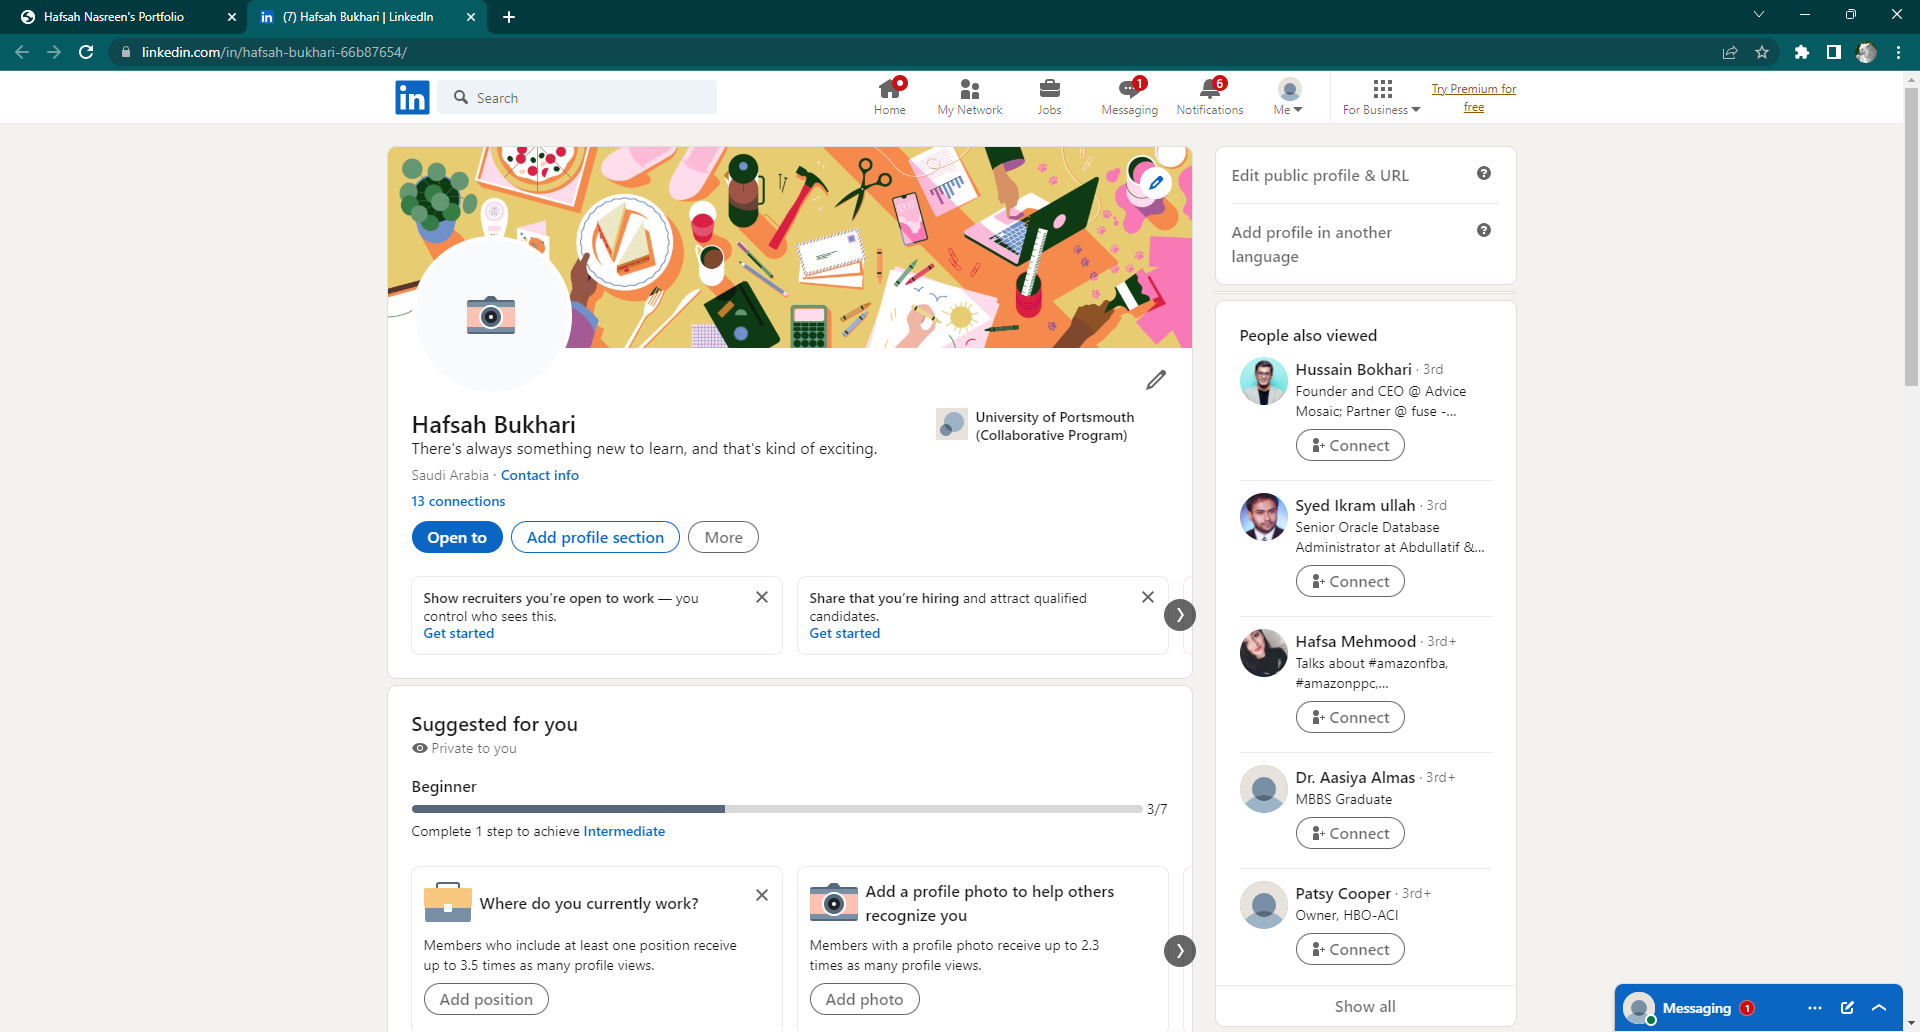 Hafsah Nasreen's Portfolio
(7) Hafsah Bukhari | LinkedIn
linkedin.com/in/hafsah-bukhari-66b87654/
in
Search
Home
My Network
Jobs
1
Messaging
6
Notifications
Me
For Business
Try Premium for
free
Hafsah Bukhari
There's always something new to learn, and that's kind of exciting.
Saudi Arabia · Contact info
13 connections
University of Portsmouth
(Collaborative Program)
Open to
Add profile section
More
Show recruiters you're open to work — you
control who sees this.
Get started
Share that you're hiring and attract qualified
candidates.
Get started
Suggested for you
Private to you
Beginner
3/7
Complete 1 step to achieve Intermediate
Where do you currently work?
Members who include at least one position receive
up to 3.5 times as many profile views.
Add position
Add a profile photo to help others
recognize you
Members with a profile photo receive up to 2.3
times as many profile views.
Add photo
Edit public profile & URL
Add profile in another
language
People also viewed
Hussain Bokhari · 3rd
Founder and CEO @ Advice
Mosaic; Partner @ fuse -...
Connect
Syed Ikram ullah · 3rd
Senior Oracle Database
Administrator at Abdullatif &...
Connect
Hafsa Mehmood · 3rd+
Talks about #amazonfba,
#amazonppc,...
Connect
Dr. Aasiya Almas · 3rd+
MBBS Graduate
Connect
Patsy Cooper · 3rd+
Owner, HBO-ACI
Connect
Show all
Messaging 1